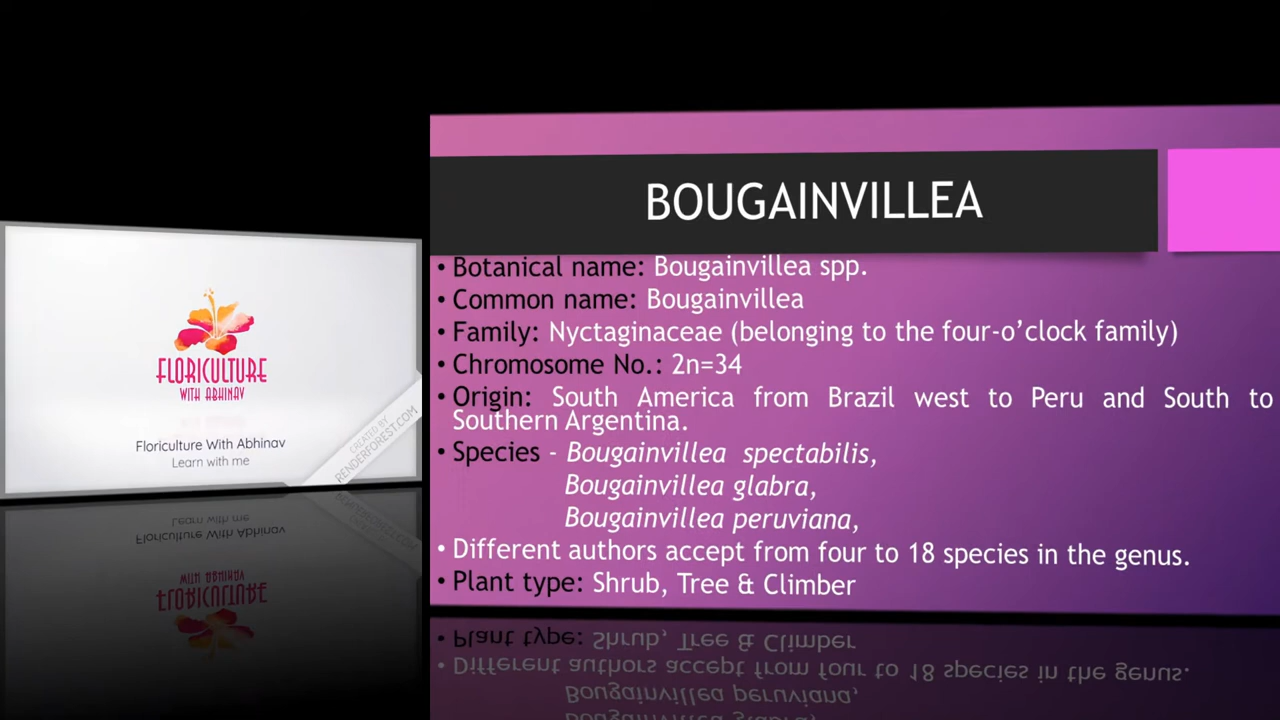 FLORICULTURE
WITH ABHINAV
Floriculture With Abhinav
Learn with me
CREATED BY
RENDERFOREST.COM
BOUGAINVILLEA
• Botanical name: Bougainvillea spp.
• Common name: Bougainvillea
• Family: Nyctaginaceae (belonging to the four-o’clock family)
• Chromosome No.: 2n=34
• Origin: South America from Brazil west to Peru and South to
Southern Argentina.
• Species - Bougainvillea spectabilis,
Bougainvillea glabra,
Bougainvillea peruviana,
• Different authors accept from four to 18 species in the genus.
• Plant type: Shrub, Tree & Climber